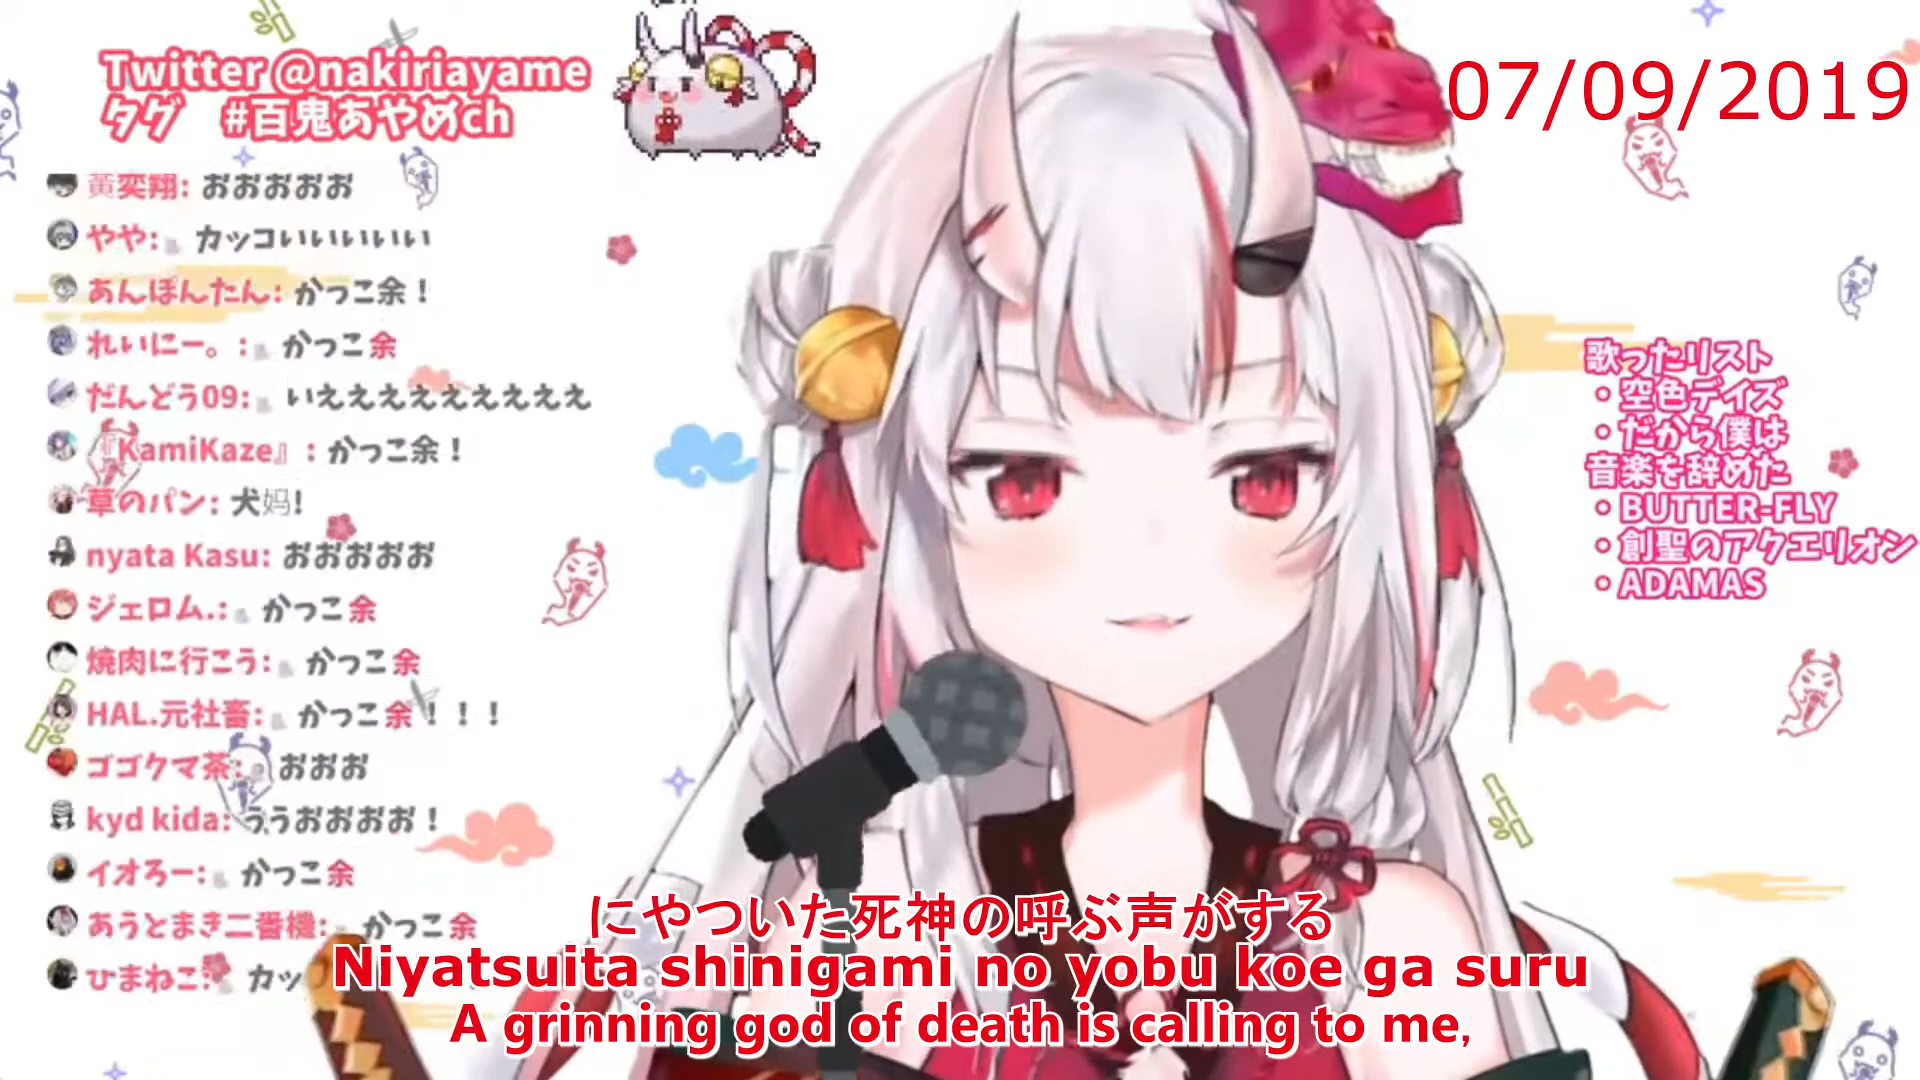 Twitter @nakiriayame
タグ #百鬼あやめch
07/09/2019
黃奕翔: おおおおお
やや: カッコいいいいい
あんぽんたん: かっこ余！
れいにー。: かっこ余
だんどう09: いえええええええええ
『KamiKaze』: かっこ余！
草のパン: 犬妈!
nyata Kasu: おおおおお
ジェロム.: かっこ余
焼肉に行こう: かっこ余
HAL.元社畜: かっこ余！！！
ゴゴクマ茶: おおお
kyd kida: ううおおおお！
イオろー: かっこ余
あうとまき二番機: かっこ余
ひまねこ: カッ
歌ったリスト
・空色デイズ
・だから僕は
音楽を辞めた
・BUTTER-FLY
・創聖のアクエリオン
・ADAMAS
にやついた死神の呼ぶ声がする
Niyatsuita shinigami no yobu koe ga suru
A grinning god of death is calling to me,